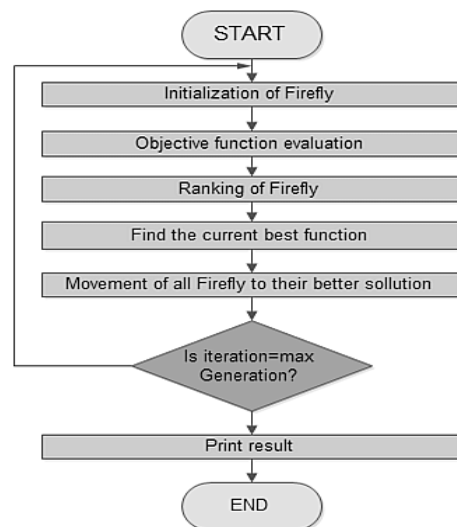 START
Initialization of Firefly
Objective function evaluation
Ranking of Firefly
Find the current best function
Movement of all Firefly to their better sollution
Is iteration=max
Generation?
Print result
END